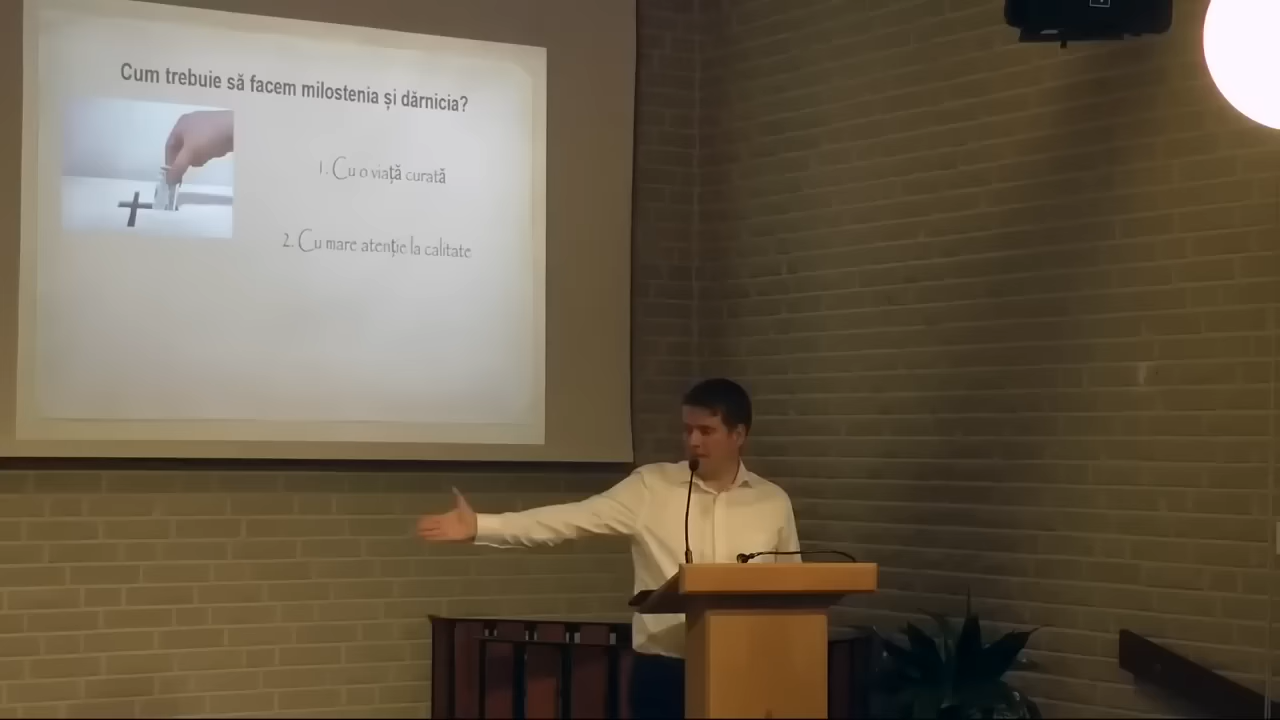 Cum trebuie să facem milostenia și dărnicia?
1. Cu o viață curată
2. Cu mare atenție la calitate